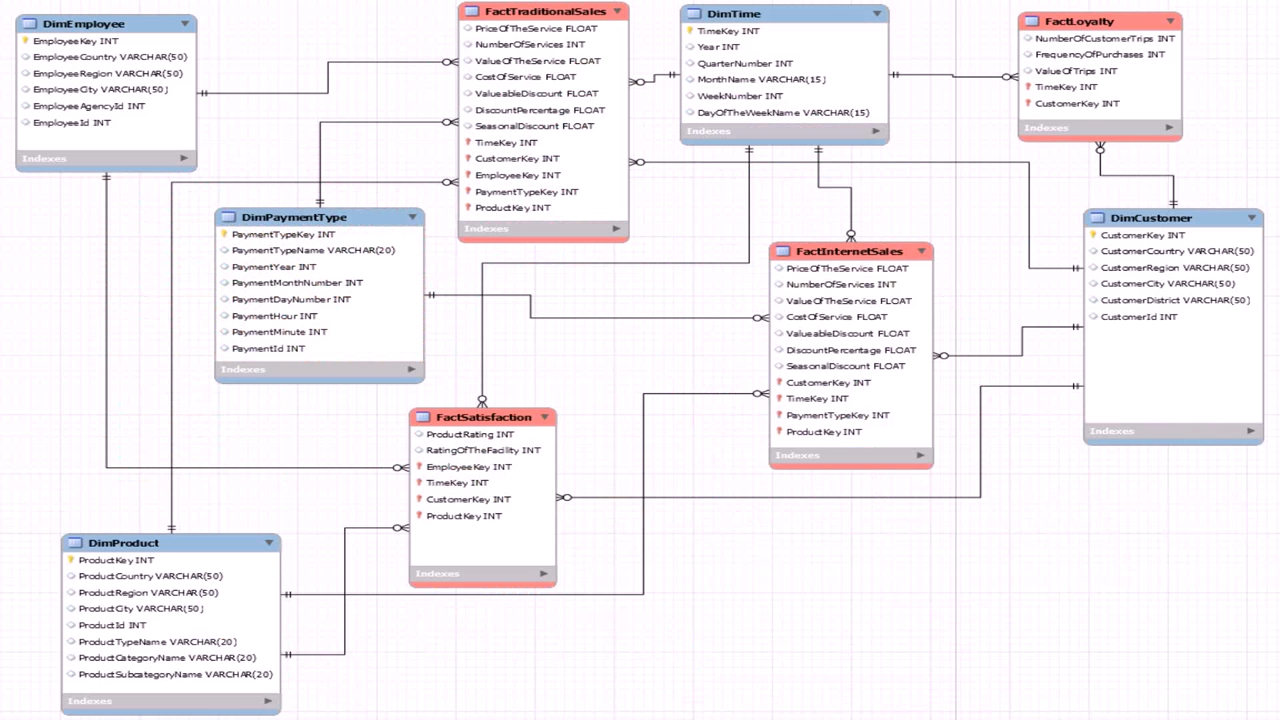 DimEmployee
EmployeeKey INT
EmployeeCountry VARCHAR(50)
EmployeeRegion VARCHAR(50)
EmployeeCity VARCHAR(50)
EmployeeAgencyId INT
EmployeeId INT
Indexes
FactTraditionalSales
PriceOfTheService FLOAT
NumberOfServices INT
ValueOfTheService FLOAT
CostOfService FLOAT
ValueableDiscount FLOAT
DiscountPercentage FLOAT
SeasonalDiscount FLOAT
TimeKey INT
CustomerKey INT
EmployeeKey INT
PaymentTypeKey INT
ProductKey INT
Indexes
DimTime
TimeKey INT
Year INT
QuarterNumber INT
MonthName VARCHAR(15)
WeekNumber INT
DayOfTheWeekName VARCHAR(15)
Indexes
FactLoyalty
NumberOfCustomerTrips INT
FrequencyOfPurchases INT
ValueOfTrips INT
TimeKey INT
CustomerKey INT
Indexes
DimPaymentType
PaymentTypeKey INT
PaymentTypeName VARCHAR(20)
PaymentYear INT
PaymentMonthNumber INT
PaymentDayNumber INT
PaymentHour INT
PaymentMinute INT
PaymentId INT
Indexes
FactInternetSales
PriceOfTheService FLOAT
NumberOfServices INT
ValueOfTheService FLOAT
CostOfService FLOAT
ValueableDiscount FLOAT
DiscountPercentage FLOAT
SeasonalDiscount FLOAT
CustomerKey INT
TimeKey INT
PaymentTypeKey INT
ProductKey INT
Indexes
DimCustomer
CustomerKey INT
CustomerCountry VARCHAR(50)
CustomerRegion VARCHAR(50)
CustomerCity VARCHAR(50)
CustomerDistrict VARCHAR(50)
CustomerId INT
Indexes
FactSatisfaction
ProductRating INT
RatingOfTheFacility INT
EmployeeKey INT
TimeKey INT
CustomerKey INT
ProductKey INT
Indexes
DimProduct
ProductKey INT
ProductCountry VARCHAR(50)
ProductRegion VARCHAR(50)
ProductCity VARCHAR(50)
ProductId INT
ProductTypeName VARCHAR(20)
ProductCategoryName VARCHAR(20)
ProductSubcategoryName VARCHAR(20)
Indexes